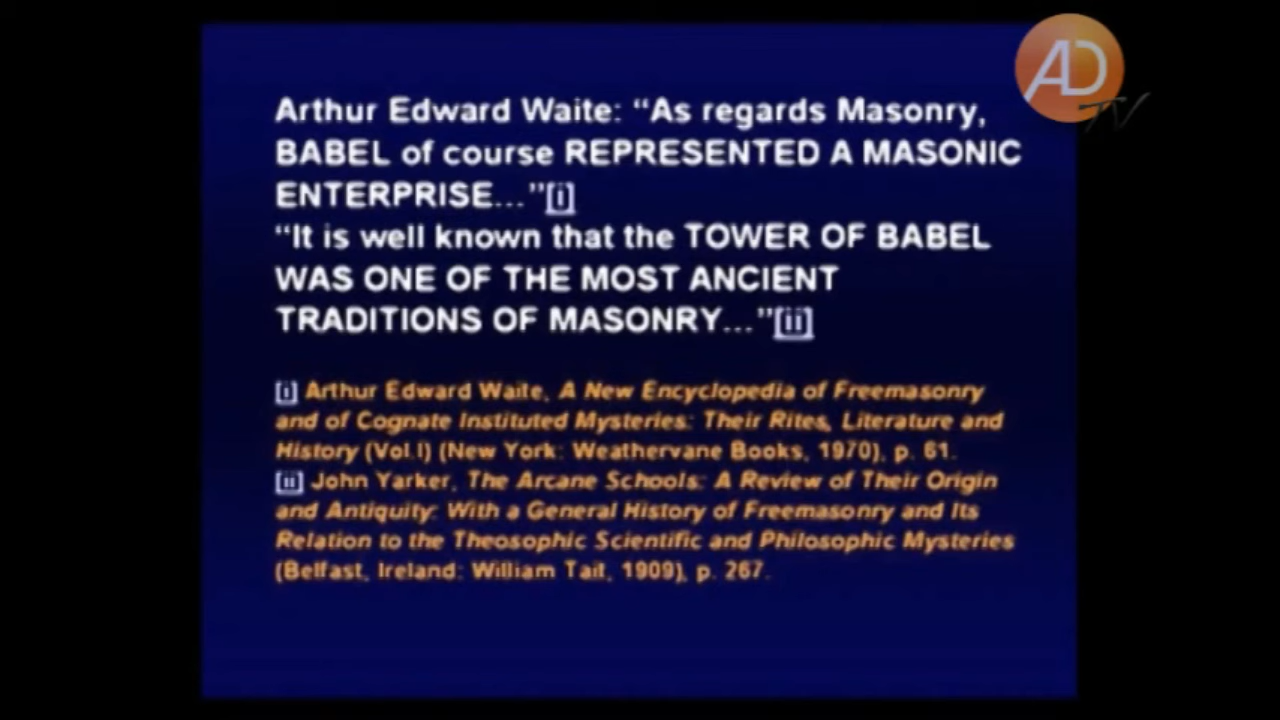 AD
TV
Arthur Edward Waite: “As regards Masonry,
BABEL of course REPRESENTED A MASONIC
ENTERPRISE...”[i]
“It is well known that the TOWER OF BABEL
WAS ONE OF THE MOST ANCIENT
TRADITIONS OF MASONRY...”[ii]
[i] Arthur Edward Waite, A New Encyclopedia of Freemasonry
and of Cognate Instituted Mysteries: Their Rites, Literature and
History (Vol.I) (New York: Weathervane Books, 1970), p. 61.
[ii] John Yarker, The Arcane Schools: A Review of Their Origin
and Antiquity: With a General History of Freemasonry and Its
Relation to the Theosophic Scientific and Philosophic Mysteries
(Belfast, Ireland: William Tait, 1909), p. 267.